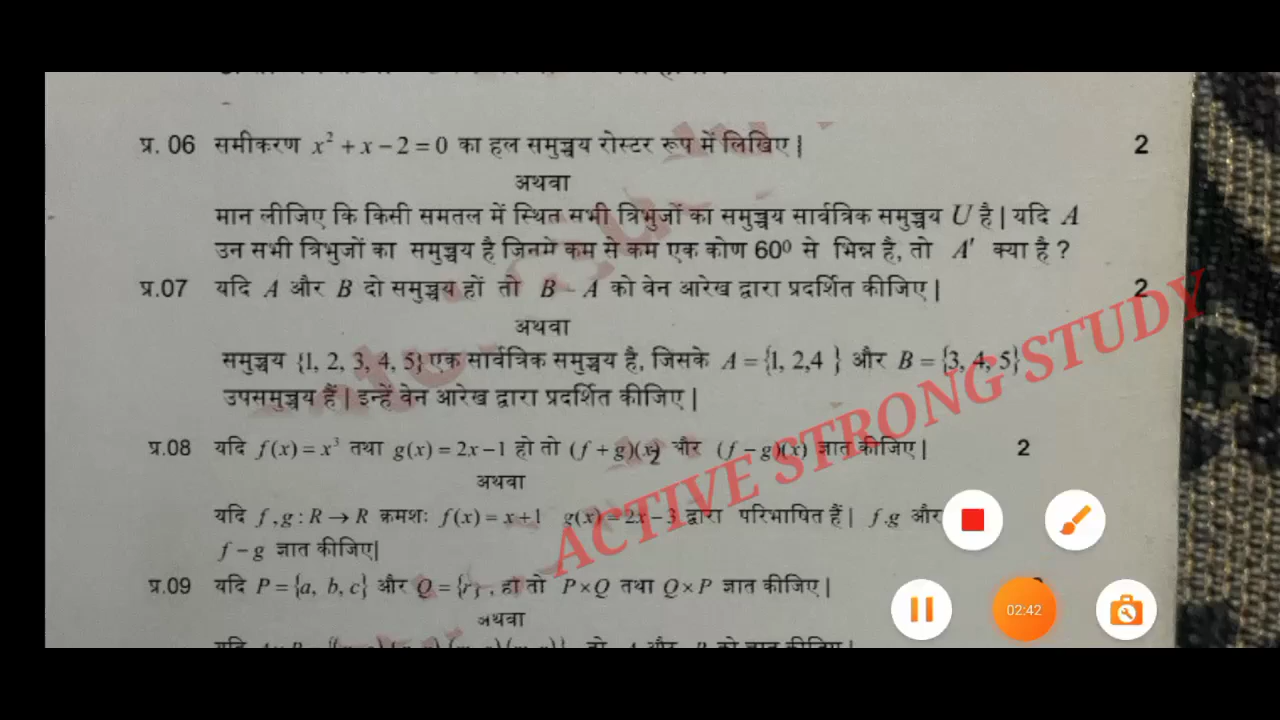 प्र. 06 समीकरण x² + x − 2 = 0 का हल समुच्चय रोस्टर रूप में लिखिए | 2
अथवा
मान लीजिए कि किसी समतल में स्थित सभी त्रिभुजों का समुच्चय सार्वत्रिक समुच्चय U है | यदि A
उन सभी त्रिभुजों का समुच्चय है जिनमे कम से कम एक कोण 60⁰ से भिन्न है, तो A′ क्या है ?
प्र.07 यदि A और B दो समुच्चय हों तो B − A को वेन आरेख द्वारा प्रदर्शित कीजिए | 2
अथवा
समुच्चय {1, 2, 3, 4, 5} एक सार्वत्रिक समुच्चय है, जिसके A = {1, 2,4 } और B = {3, 4, 5}
उपसमुच्चय हैं | इन्हें वेन आरेख द्वारा प्रदर्शित कीजिए |
प्र.08 यदि f(x) = x³ तथा g(x) = 2x − 1 हो तो (f + g)(x) और (f − g)(x) ज्ञात कीजिए | 2
2
अथवा
यदि f ,g : R → R क्रमशः f(x) = x + 1 g(x) = 2x − 3 द्वारा परिभाषित हैं | f.g और
f − g ज्ञात कीजिए|
प्र.09 यदि P = {a, b, c} और Q = {r} , हो तो P × Q तथा Q × P ज्ञात कीजिए |
अथवा
ACTIVE STRONG STUDY
02:42